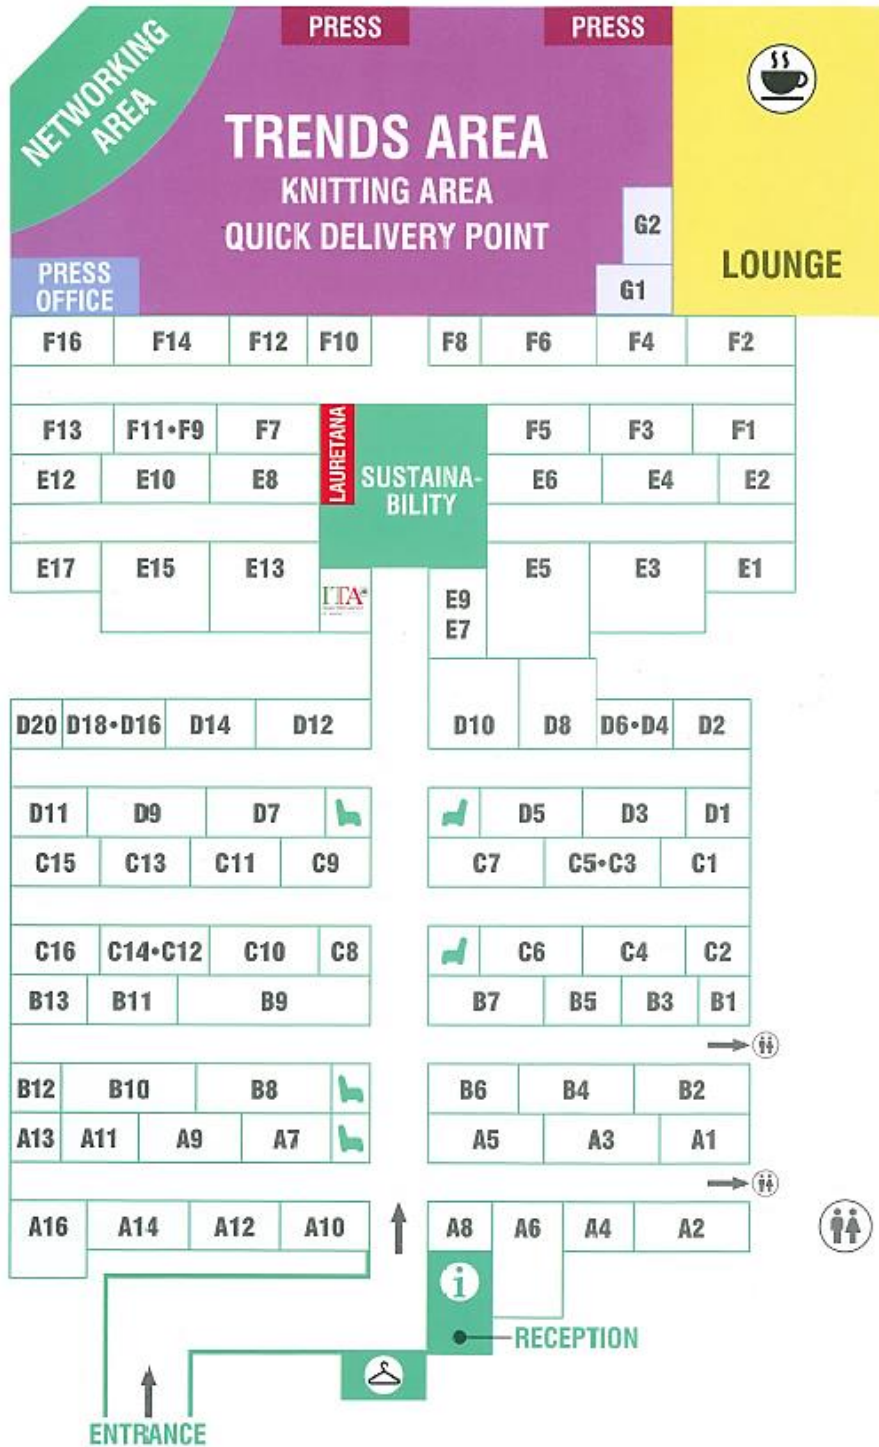 NETWORKING
AREA
PRESS
PRESS
TRENDS AREA
KNITTING AREA
QUICK DELIVERY POINT
G2
G1
LOUNGE
PRESS
OFFICE
F16 F14 F12 F10 F8 F6 F4 F2
F13 F11•F9 F7 F5 F3 F1
LAURETANA
SUSTAINA-
BILITY
E12 E10 E8 E6 E4 E2
E17 E15 E13 E5 E3 E1
ITA
E9
E7
D20 D18•D16 D14 D12 D10 D8 D6•D4 D2
D11 D9 D7 D5 D3 D1
C15 C13 C11 C9 C7 C5•C3 C1
C16 C14•C12 C10 C8 C6 C4 C2
B13 B11 B9 B7 B5 B3 B1
B12 B10 B8 B6 B4 B2
A13 A11 A9 A7 A5 A3 A1
A16 A14 A12 A10 A8 A6 A4 A2
i
RECEPTION
ENTRANCE